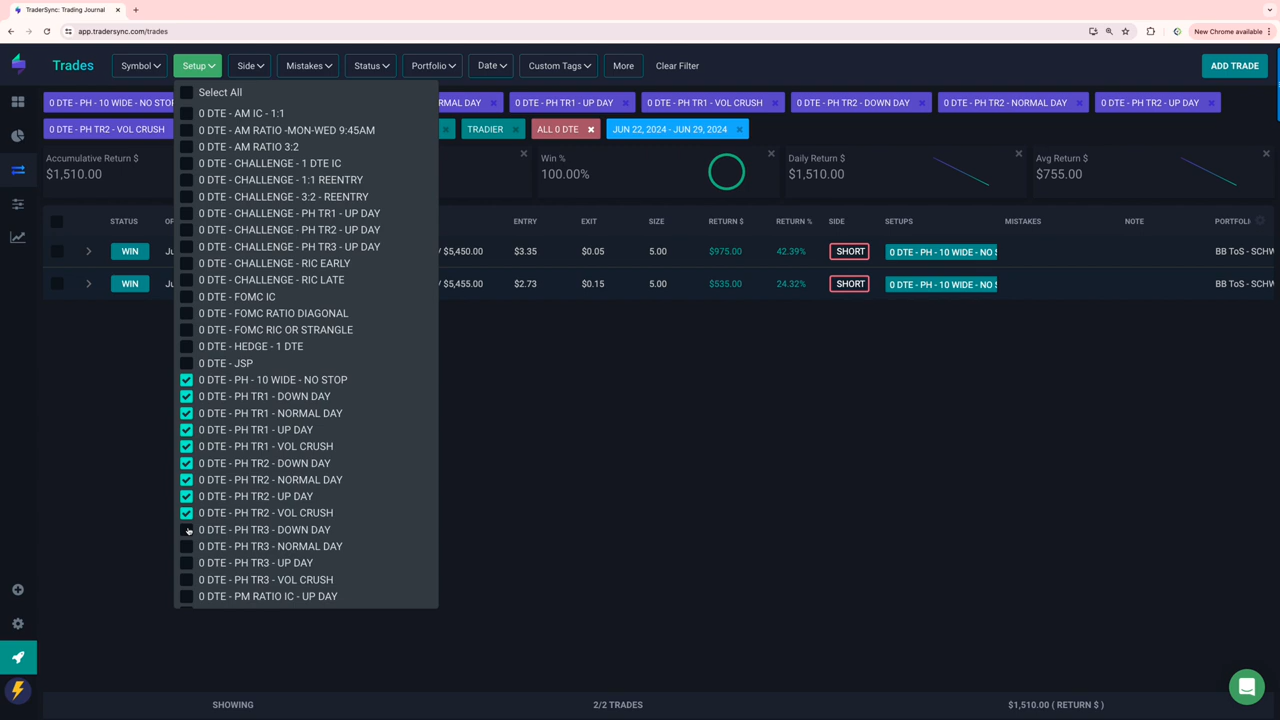 TraderSync: Trading Journal
app.tradersync.com/trades
New Chrome available
Trades
Symbol
Setup
Side
Mistakes
Status
Portfolio
Date
Custom Tags
More
Clear Filter
ADD TRADE
0 DTE - PH - 10 WIDE - NO STOP
RMAL DAY
0 DTE - PH TR1 - UP DAY
0 DTE - PH TR1 - VOL CRUSH
0 DTE - PH TR2 - DOWN DAY
0 DTE - PH TR2 - NORMAL DAY
0 DTE - PH TR2 - UP DAY
0 DTE - PH TR2 - VOL CRUSH
TRADIER
ALL 0 DTE
JUN 22, 2024 - JUN 29, 2024
Accumulative Return $
$1,510.00
Win %
100.00%
Daily Return $
$1,510.00
Avg Return $
$755.00
STATUS
ENTRY
EXIT
SIZE
RETURN $
RETURN %
SIDE
SETUPS
MISTAKES
NOTE
PORTFOLIO
WIN
Ju
/ $5,450.00
$3.35
$0.05
5.00
$975.00
42.39%
SHORT
0 DTE - PH - 10 WIDE - NO S
BB ToS - SCHW
WIN
Ju
/ $5,455.00
$2.73
$0.15
5.00
$535.00
24.32%
SHORT
0 DTE - PH - 10 WIDE - NO S
BB ToS - SCHW
Select All
0 DTE - AM IC - 1:1
0 DTE - AM RATIO -MON-WED 9:45AM
0 DTE - AM RATIO 3:2
0 DTE - CHALLENGE - 1 DTE IC
0 DTE - CHALLENGE - 1:1 REENTRY
0 DTE - CHALLENGE - 3:2 - REENTRY
0 DTE - CHALLENGE - PH TR1 - UP DAY
0 DTE - CHALLENGE - PH TR2 - UP DAY
0 DTE - CHALLENGE - PH TR3 - UP DAY
0 DTE - CHALLENGE - RIC EARLY
0 DTE - CHALLENGE - RIC LATE
0 DTE - FOMC IC
0 DTE - FOMC RATIO DIAGONAL
0 DTE - FOMC RIC OR STRANGLE
0 DTE - HEDGE - 1 DTE
0 DTE - JSP
0 DTE - PH - 10 WIDE - NO STOP
0 DTE - PH TR1 - DOWN DAY
0 DTE - PH TR1 - NORMAL DAY
0 DTE - PH TR1 - UP DAY
0 DTE - PH TR1 - VOL CRUSH
0 DTE - PH TR2 - DOWN DAY
0 DTE - PH TR2 - NORMAL DAY
0 DTE - PH TR2 - UP DAY
0 DTE - PH TR2 - VOL CRUSH
0 DTE - PH TR3 - DOWN DAY
0 DTE - PH TR3 - NORMAL DAY
0 DTE - PH TR3 - UP DAY
0 DTE - PH TR3 - VOL CRUSH
0 DTE - PM RATIO IC - UP DAY
SHOWING
2/2 TRADES
$1,510.00 ( RETURN $ )